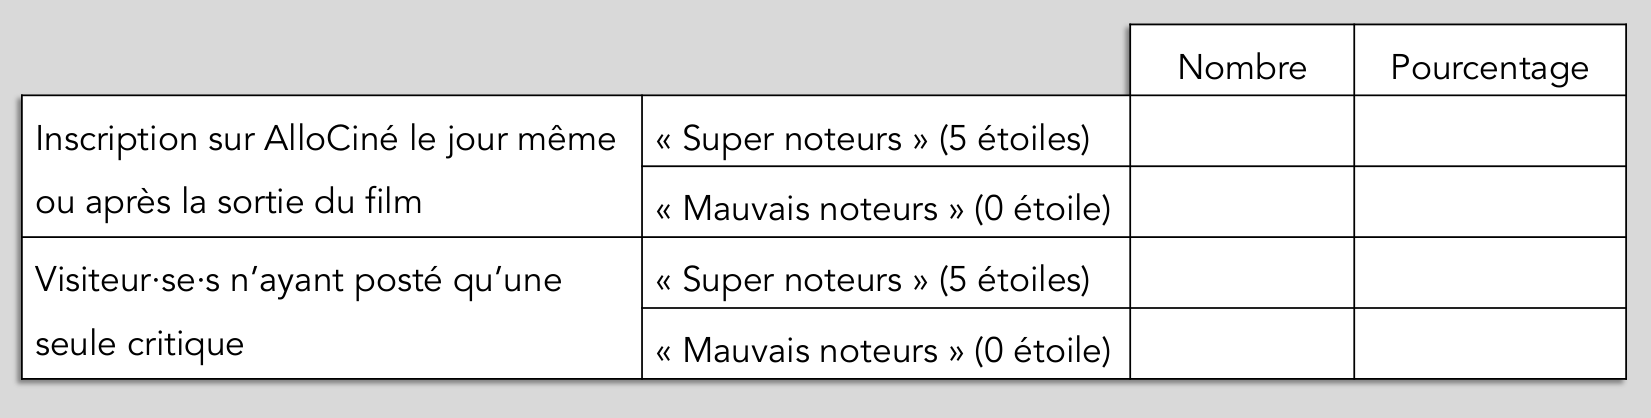 Nombre Pourcentage
Inscription sur AlloCiné le jour même
ou après la sortie du film
« Super noteurs » (5 étoiles)
« Mauvais noteurs » (0 étoile)
Visiteur·se·s n’ayant posté qu’une
seule critique
« Super noteurs » (5 étoiles)
« Mauvais noteurs » (0 étoile)